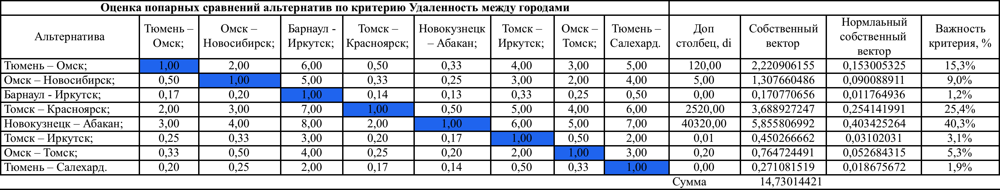 Оценка попарных сравнений альтернатив по критерию Удаленность между городами
Альтернатива Тюмень – Омск; Омск – Новосибирск; Барнаул - Иркутск; Томск – Красноярск; Новокузнецк – Абакан; Томск – Иркутск; Омск – Томск; Тюмень – Салехард. Доп столбец, di Собственный вектор Нормлаьный собственный вектор Важность критерия, %
Тюмень – Омск; 1,00 2,00 6,00 0,50 0,33 4,00 3,00 5,00 120,00 2,220906155 0,153005325 15,3%
Омск – Новосибирск; 0,50 1,00 5,00 0,33 0,25 3,00 2,00 4,00 5,00 1,307660486 0,090088911 9,0%
Барнаул - Иркутск; 0,17 0,20 1,00 0,14 0,13 0,33 0,25 0,50 0,00 0,170770656 0,011764936 1,2%
Томск – Красноярск; 2,00 3,00 7,00 1,00 0,50 5,00 4,00 6,00 2520,00 3,688927247 0,254141991 25,4%
Новокузнецк – Абакан; 3,00 4,00 8,00 2,00 1,00 6,00 5,00 7,00 40320,00 5,855806992 0,403425264 40,3%
Томск – Иркутск; 0,25 0,33 3,00 0,20 0,17 1,00 0,50 2,00 0,01 0,450266662 0,03102031 3,1%
Омск – Томск; 0,33 0,50 4,00 0,25 0,20 2,00 1,00 3,00 0,20 0,764724491 0,052684315 5,3%
Тюмень – Салехард. 0,20 0,25 2,00 0,17 0,14 0,50 0,33 1,00 0,00 0,271081519 0,018675672 1,9%
Сумма 14,73014421